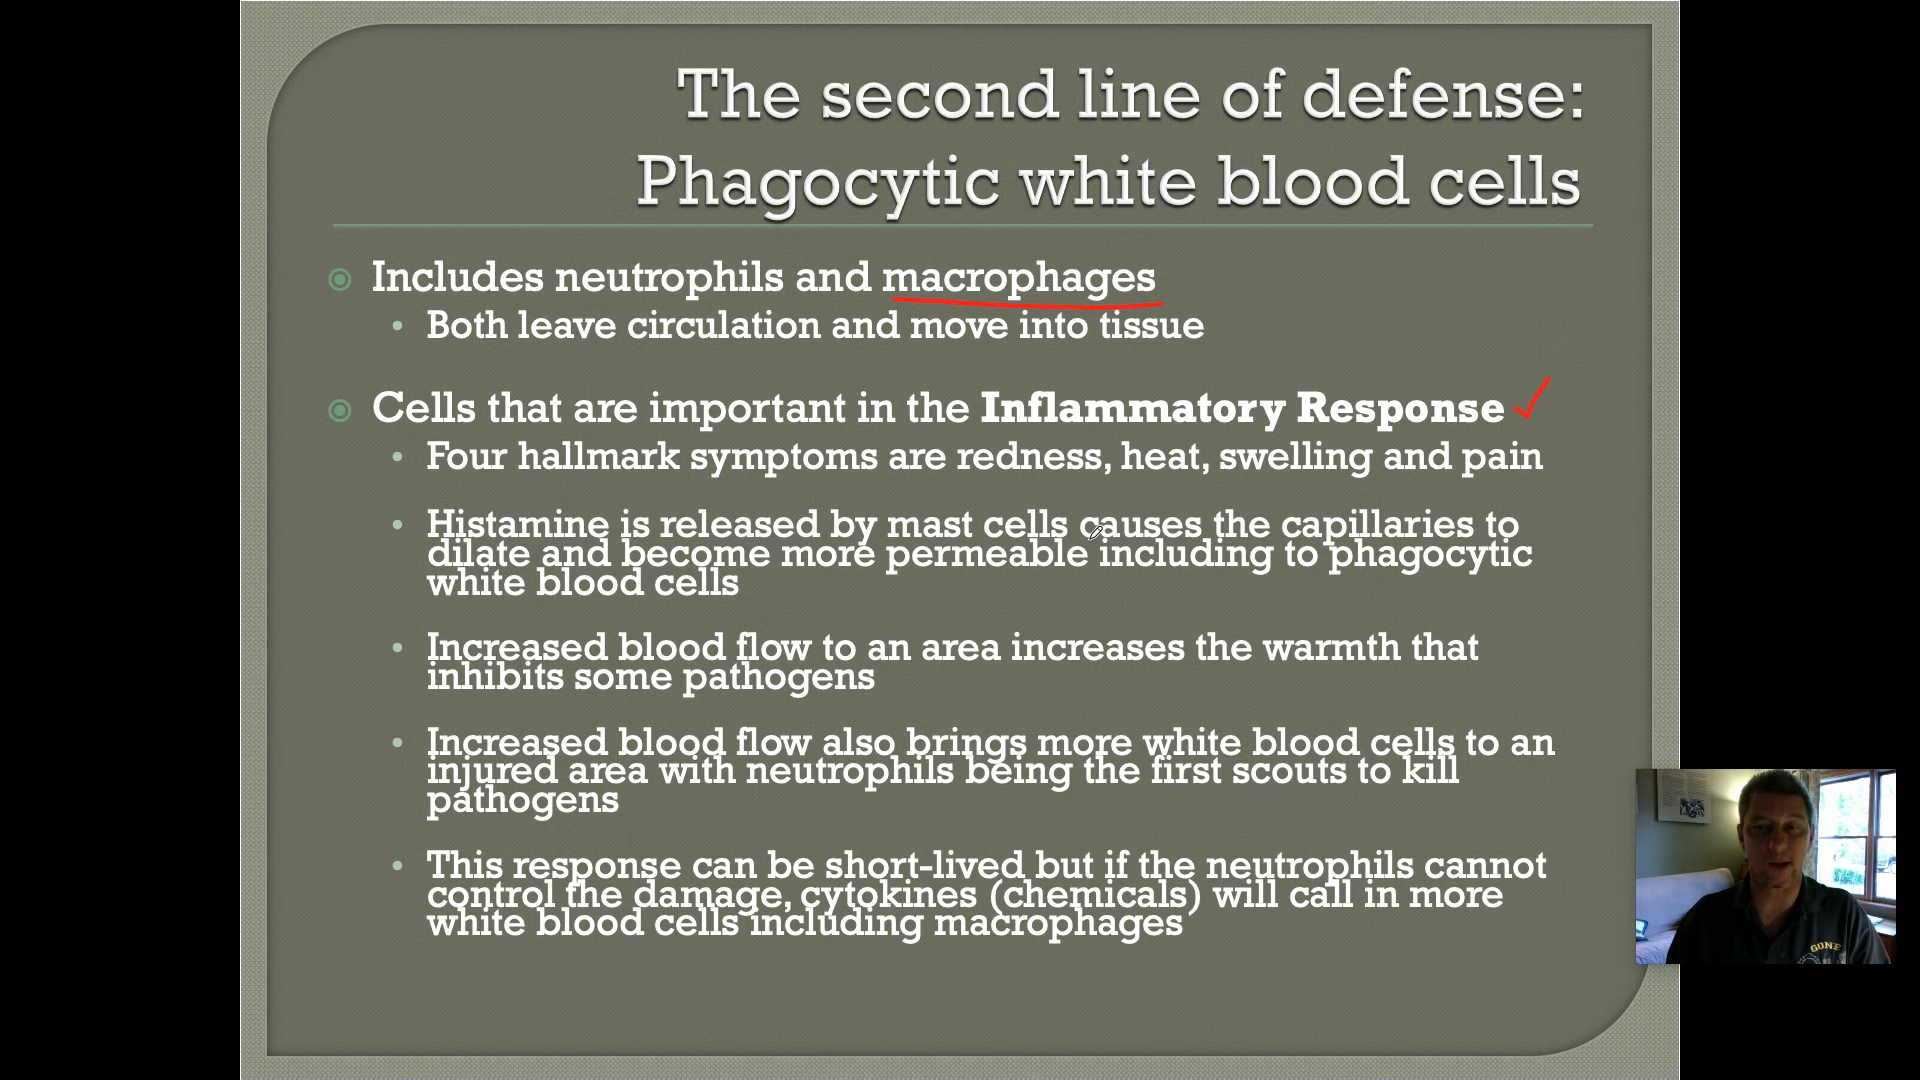 The second line of defense:
Phagocytic white blood cells
Includes neutrophils and macrophages
Both leave circulation and move into tissue
Cells that are important in the Inflammatory Response
Four hallmark symptoms are redness, heat, swelling and pain
Histamine is released by mast cells causes the capillaries to
dilate and become more permeable including to phagocytic
white blood cells
Increased blood flow to an area increases the warmth that
inhibits some pathogens
Increased blood flow also brings more white blood cells to an
injured area with neutrophils being the first scouts to kill
pathogens
This response can be short-lived but if the neutrophils cannot
control the damage, cytokines (chemicals) will call in more
white blood cells including macrophages